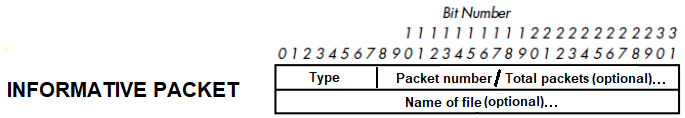 Bit Number
1 1 1 1 1 1 1 1 1 1 2 2 2 2 2 2 2 2 2 2 3 3
0 1 2 3 4 5 6 7 8 9 0 1 2 3 4 5 6 7 8 9 0 1 2 3 4 5 6 7 8 9 0 1
INFORMATIVE PACKET
Type
Packet number / Total packets (optional)...
Name of file (optional)...